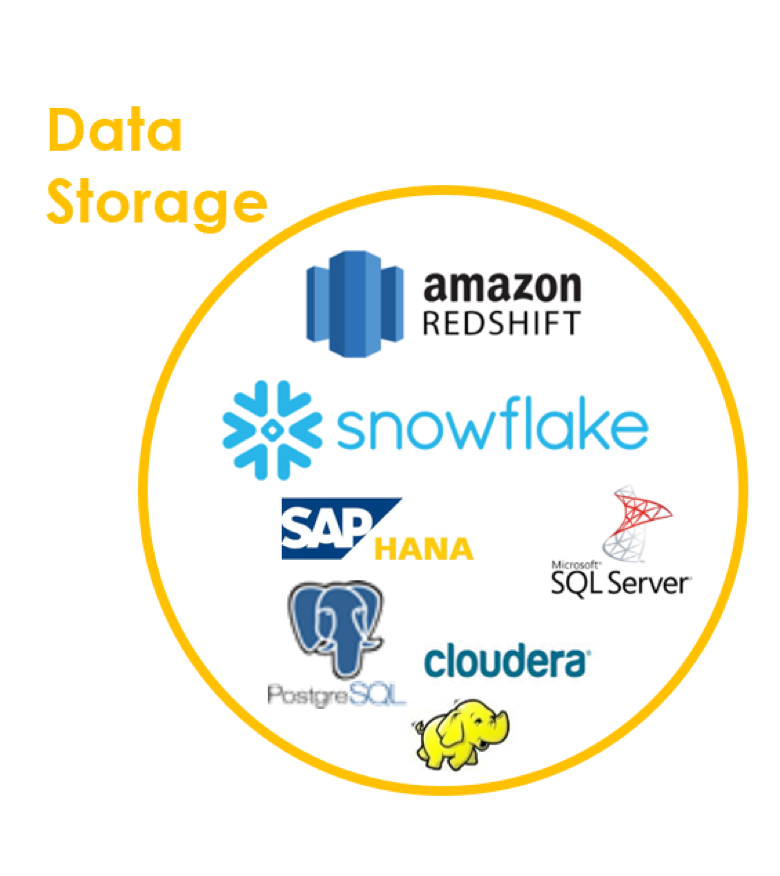 Data
Storage
amazon
REDSHIFT
snowflake
SAP HANA
Microsoft®
SQL Server®
PostgreSQL
cloudera®